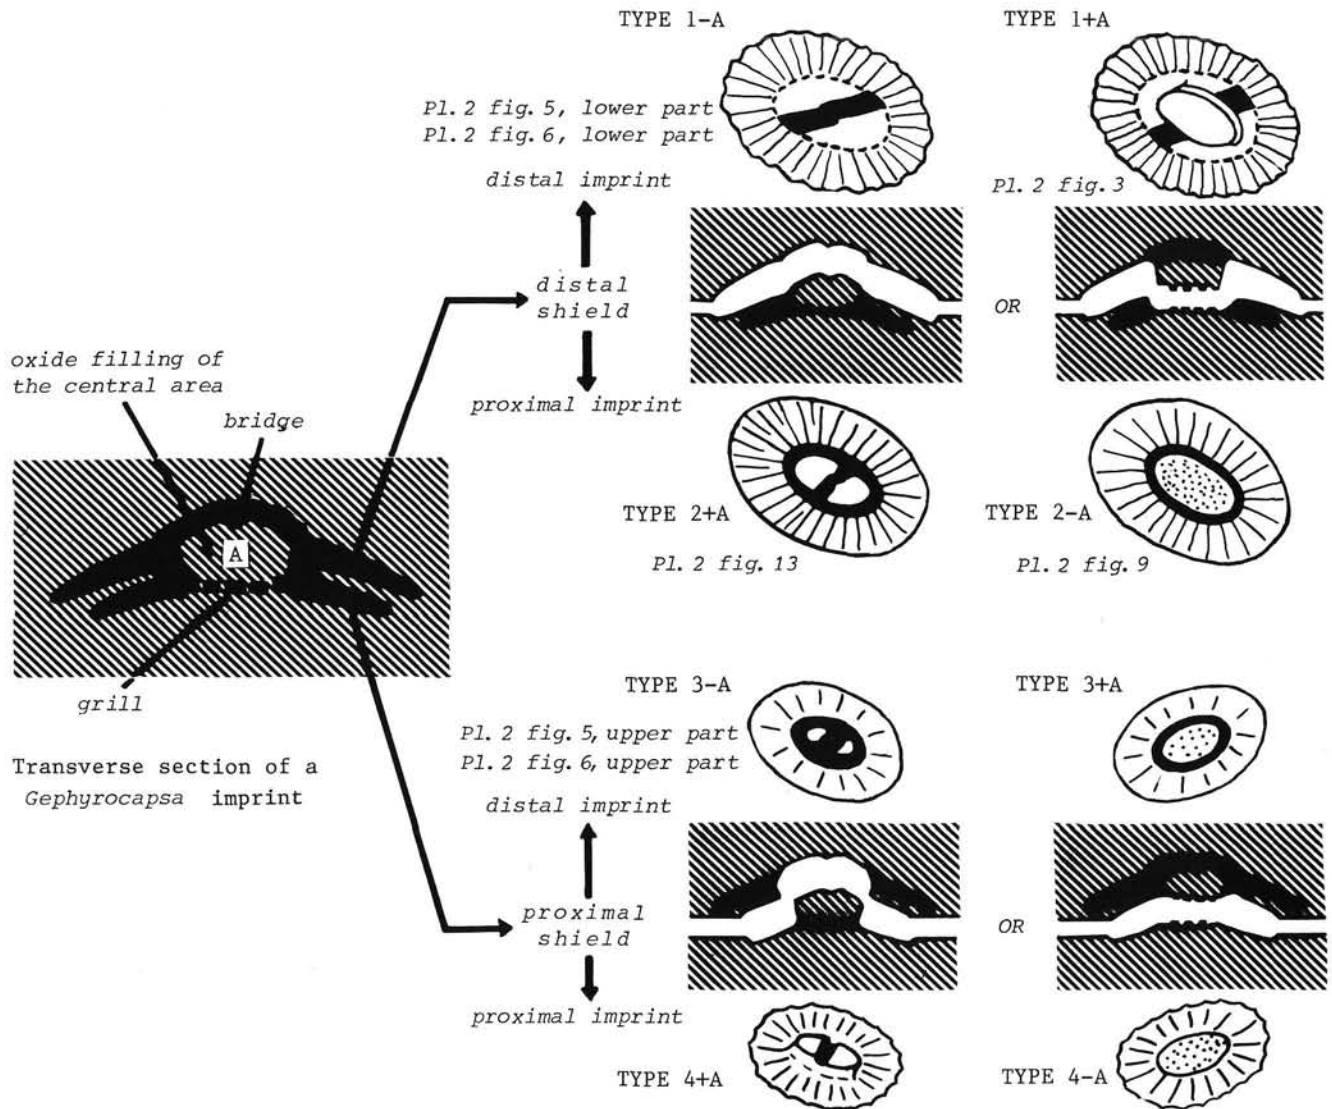 TYPE 1-A
TYPE 1+A
Pl. 2 fig. 5, lower part
Pl. 2 fig. 6, lower part
distal imprint
Pl. 2 fig. 3
distal
shield
OR
oxide filling of
the central area
bridge
proximal imprint
A
TYPE 2+A
TYPE 2-A
Pl. 2 fig. 13
Pl. 2 fig. 9
grill
Transverse section of a
Gephyrocapsa imprint
TYPE 3-A
TYPE 3+A
Pl. 2 fig. 5, upper part
Pl. 2 fig. 6, upper part
distal imprint
proximal
shield
OR
proximal imprint
TYPE 4+A
TYPE 4-A